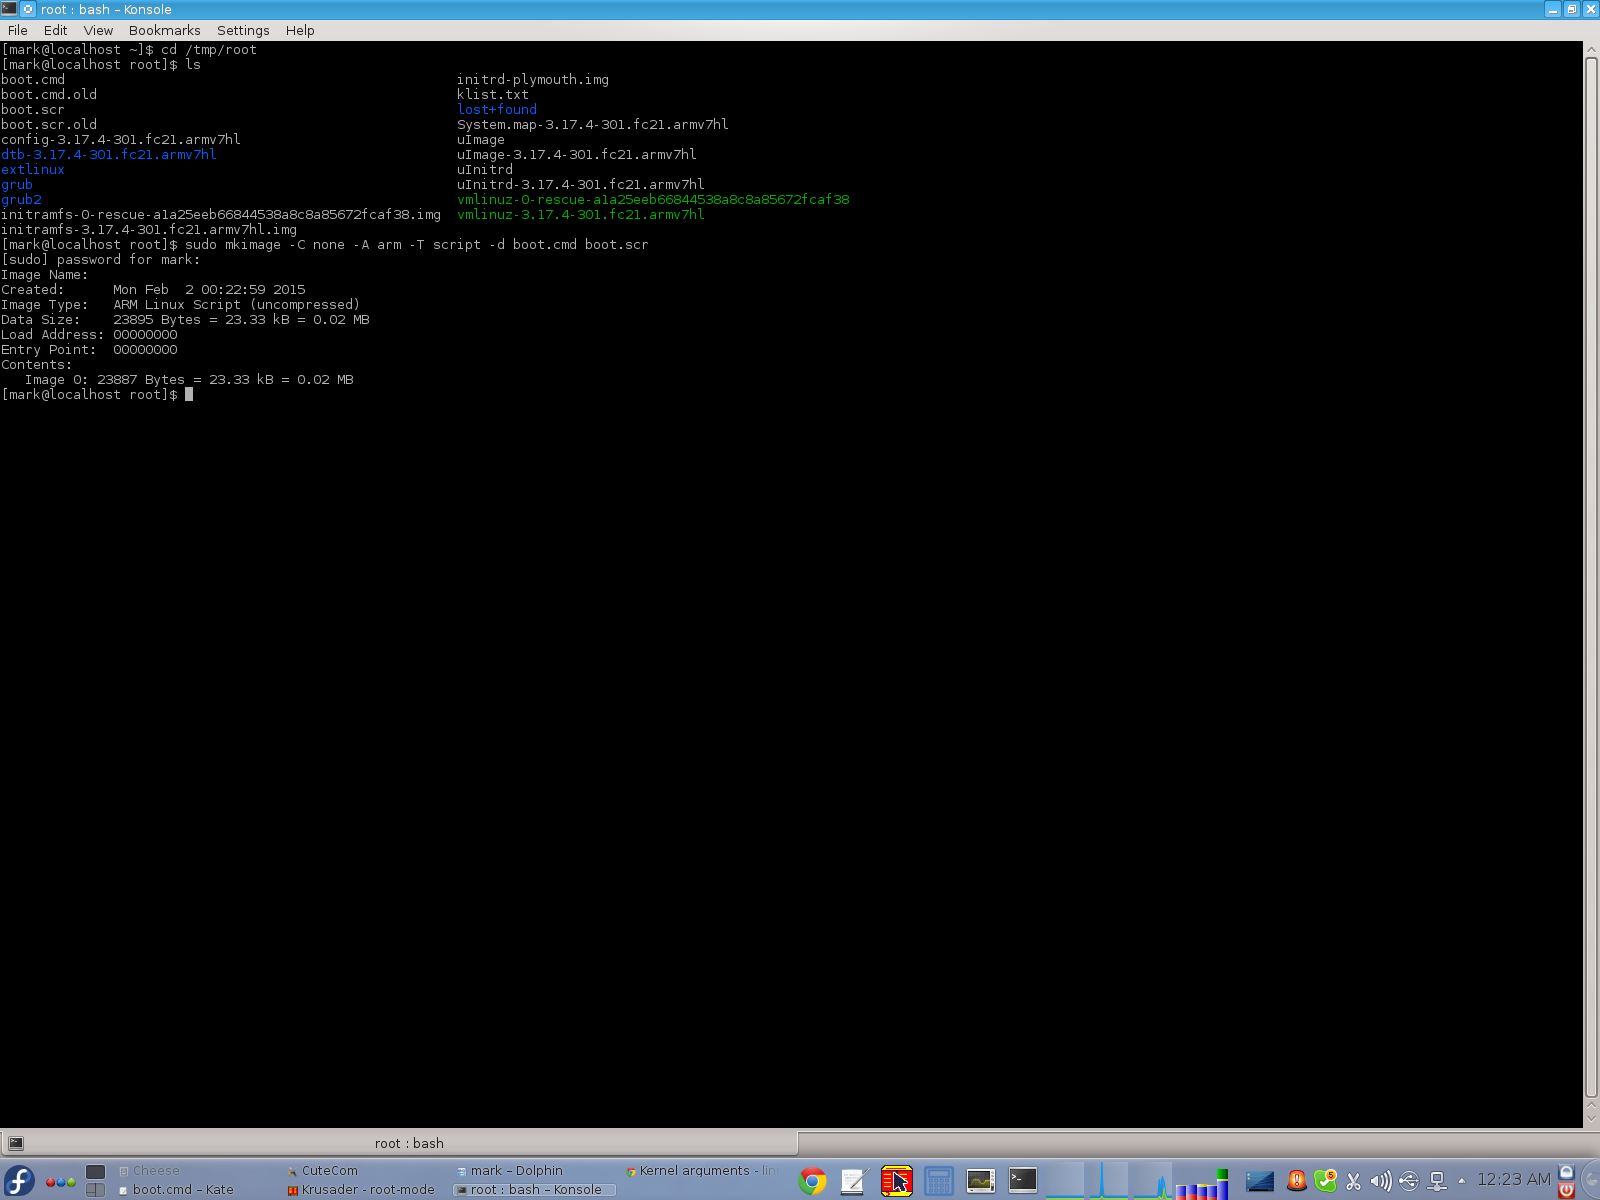 root : bash – Konsole
File Edit View Bookmarks Settings Help
[mark@localhost ~]$ cd /tmp/root
[mark@localhost root]$ ls
boot.cmd initrd-plymouth.img
boot.cmd.old klist.txt
boot.scr lost+found
boot.scr.old System.map-3.17.4-301.fc21.armv7hl
config-3.17.4-301.fc21.armv7hl uImage
dtb-3.17.4-301.fc21.armv7hl uImage-3.17.4-301.fc21.armv7hl
extlinux uInitrd
grub uInitrd-3.17.4-301.fc21.armv7hl
grub2 vmlinuz-0-rescue-a1a25eeb66844538a8c8a85672fcaf38
initramfs-0-rescue-a1a25eeb66844538a8c8a85672fcaf38.img vmlinuz-3.17.4-301.fc21.armv7hl
initramfs-3.17.4-301.fc21.armv7hl.img
[mark@localhost root]$ sudo mkimage -C none -A arm -T script -d boot.cmd boot.scr
[sudo] password for mark:
Image Name:
Created: Mon Feb 2 00:22:59 2015
Image Type: ARM Linux Script (uncompressed)
Data Size: 23895 Bytes = 23.33 kB = 0.02 MB
Load Address: 00000000
Entry Point: 00000000
Contents:
Image 0: 23887 Bytes = 23.33 kB = 0.02 MB
[mark@localhost root]$
root : bash
Cheese CuteCom mark – Dolphin Kernel arguments - lin
boot.cmd – Kate Krusader - root-mode root : bash – Konsole
5
12:23 AM